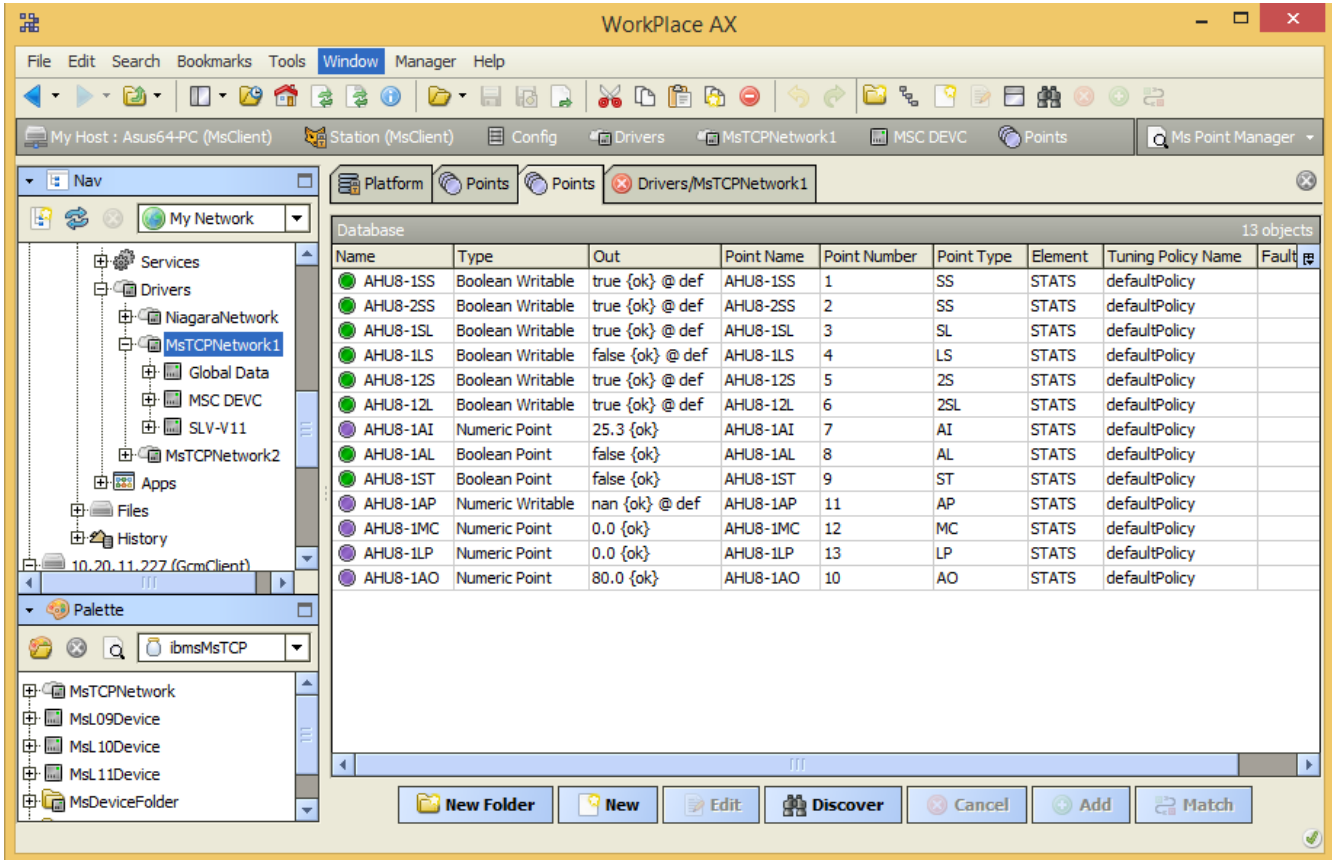 WorkPlace AX
File Edit Search Bookmarks Tools Window Manager Help
My Host : Asus64-PC (MsClient) Station (MsClient) Config Drivers MsTCPNetwork1 MSC DEVC Points Ms Point Manager
Nav
My Network
Services
Drivers
NiagaraNetwork
MsTCPNetwork1
Global Data
MSC DEVC
SLV-V11
MsTCPNetwork2
Apps
Files
History
10.20.11.227 (GcmClient)
Palette
ibmsMsTCP
MsTCPNetwork
MsL09Device
MsL10Device
MsL11Device
MsDeviceFolder
Platform Points Points Drivers/MsTCPNetwork1
Database 13 objects
Name Type Out Point Name Point Number Point Type Element Tuning Policy Name Fault
AHU8-1SS Boolean Writable true {ok} @ def AHU8-1SS 1 SS STATS defaultPolicy
AHU8-2SS Boolean Writable true {ok} @ def AHU8-2SS 2 SS STATS defaultPolicy
AHU8-1SL Boolean Writable true {ok} @ def AHU8-1SL 3 SL STATS defaultPolicy
AHU8-1LS Boolean Writable false {ok} @ def AHU8-1LS 4 LS STATS defaultPolicy
AHU8-12S Boolean Writable true {ok} @ def AHU8-12S 5 2S STATS defaultPolicy
AHU8-12L Boolean Writable true {ok} @ def AHU8-12L 6 2SL STATS defaultPolicy
AHU8-1AI Numeric Point 25.3 {ok} AHU8-1AI 7 AI STATS defaultPolicy
AHU8-1AL Boolean Point false {ok} AHU8-1AL 8 AL STATS defaultPolicy
AHU8-1ST Boolean Point false {ok} AHU8-1ST 9 ST STATS defaultPolicy
AHU8-1AP Numeric Writable nan {ok} @ def AHU8-1AP 11 AP STATS defaultPolicy
AHU8-1MC Numeric Point 0.0 {ok} AHU8-1MC 12 MC STATS defaultPolicy
AHU8-1LP Numeric Point 0.0 {ok} AHU8-1LP 13 LP STATS defaultPolicy
AHU8-1AO Numeric Point 80.0 {ok} AHU8-1AO 10 AO STATS defaultPolicy
New Folder New Edit Discover Cancel Add Match